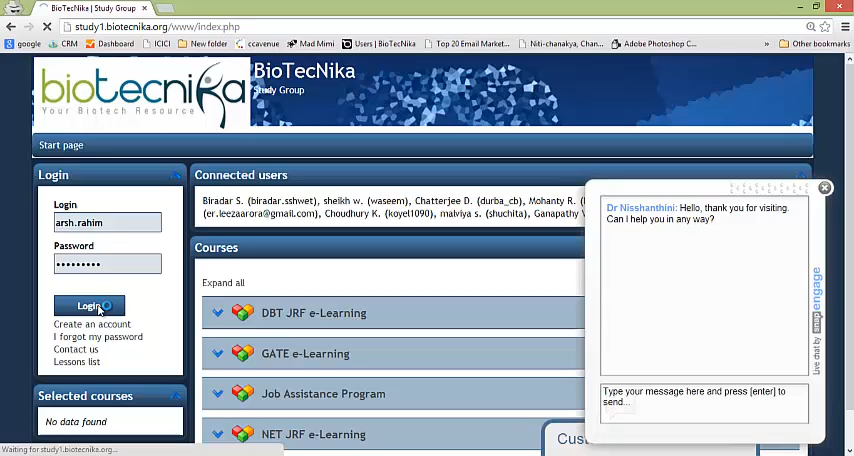 BioTecNika | Study Group
study1.biotecnika.org/www/index.php
google CRM Dashboard ICICI New folder ccavenue Mad Mimi Users | BioTecNika Top 20 Email Market... Niti-chanakya, Chan... Adobe Photoshop C... » Other bookmarks
biotecnika
Your Biotech Resource
BioTecNika
Study Group
Start page
Login
Login
arsh.rahim
Password
•••••••••
Login
Create an account
I forgot my password
Contact us
Lessons list
Selected courses
No data found
Connected users
Biradar S. (biradar.sshwet), sheikh w. (waseem), Chatterjee D. (durba_cb), Mohanty R.
(er.leezaarora@gmail.com), Choudhury K. (koyel1090), malviya s. (shuchita), Ganapathy
Courses
Expand all
DBT JRF e-Learning
GATE e-Learning
Job Assistance Program
NET JRF e-Learning
Dr Nisshanthini: Hello, thank you for visiting.
Can I help you in any way?
Type your message here and press [enter] to
send...
Live chat by snapengage
Cust
Waiting for study1.biotecnika.org...